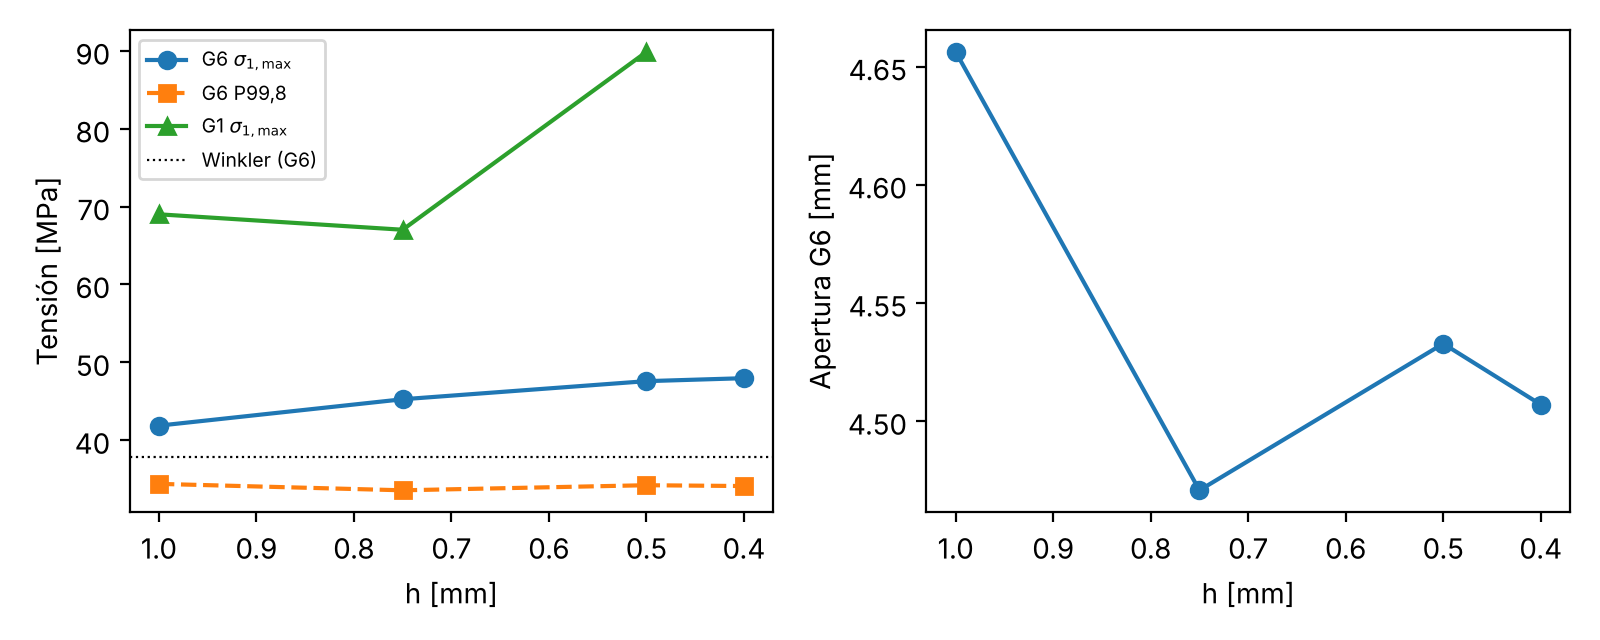 90
80
70
60
50
40
Tensión [MPa]
G6 σ1, max
G6 P99,8
G1 σ1, max
Winkler (G6)
1.0 0.9 0.8 0.7 0.6 0.5 0.4
h [mm]
4.65
4.60
4.55
4.50
Apertura G6 [mm]
1.0 0.9 0.8 0.7 0.6 0.5 0.4
h [mm]